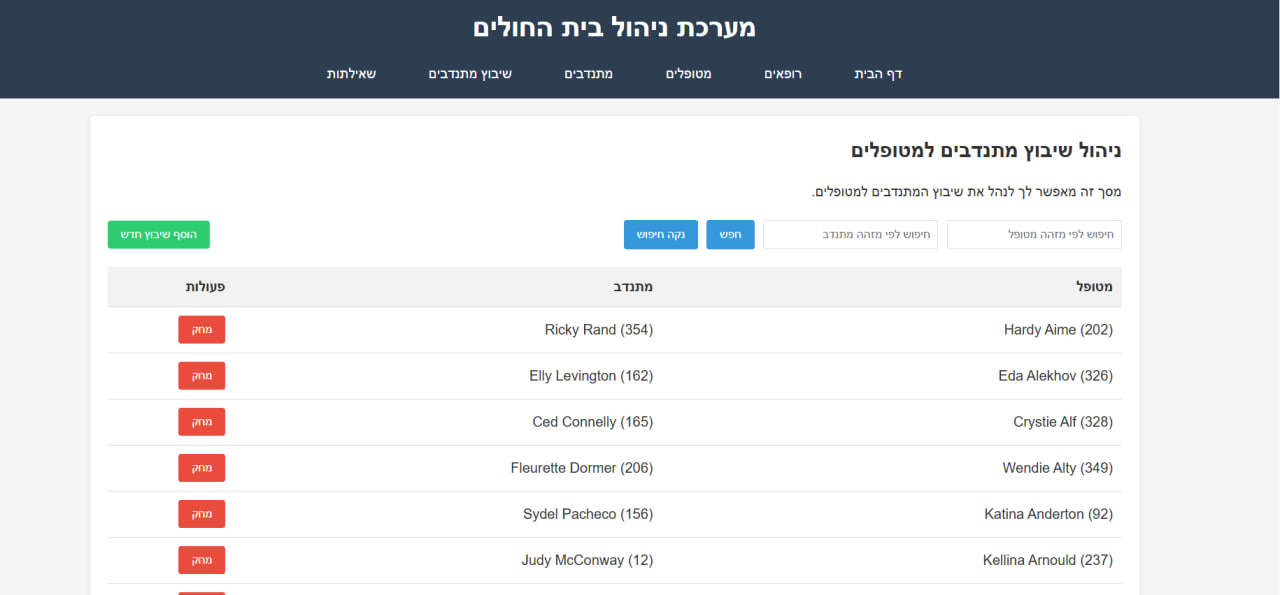 מערכת ניהול בית החולים
דף הבית רופאים מטופלים מתנדבים שיבוץ מתנדבים שאילתות
ניהול שיבוץ מתנדבים למטופלים
מסך זה מאפשר לך לנהל את שיבוץ המתנדבים למטופלים.
חיפוש לפי מזהה מטופל חיפוש לפי מזהה מתנדב חפש נקה חיפוש הוסף שיבוץ חדש
מטופל מתנדב פעולות
Hardy Aime (202) Ricky Rand (354) מחק
Eda Alekhov (326) Elly Levington (162) מחק
Crystie Alf (328) Ced Connelly (165) מחק
Wendie Alty (349) Fleurette Dormer (206) מחק
Katina Anderton (92) Sydel Pacheco (156) מחק
Kellina Arnould (237) Judy McConway (12) מחק